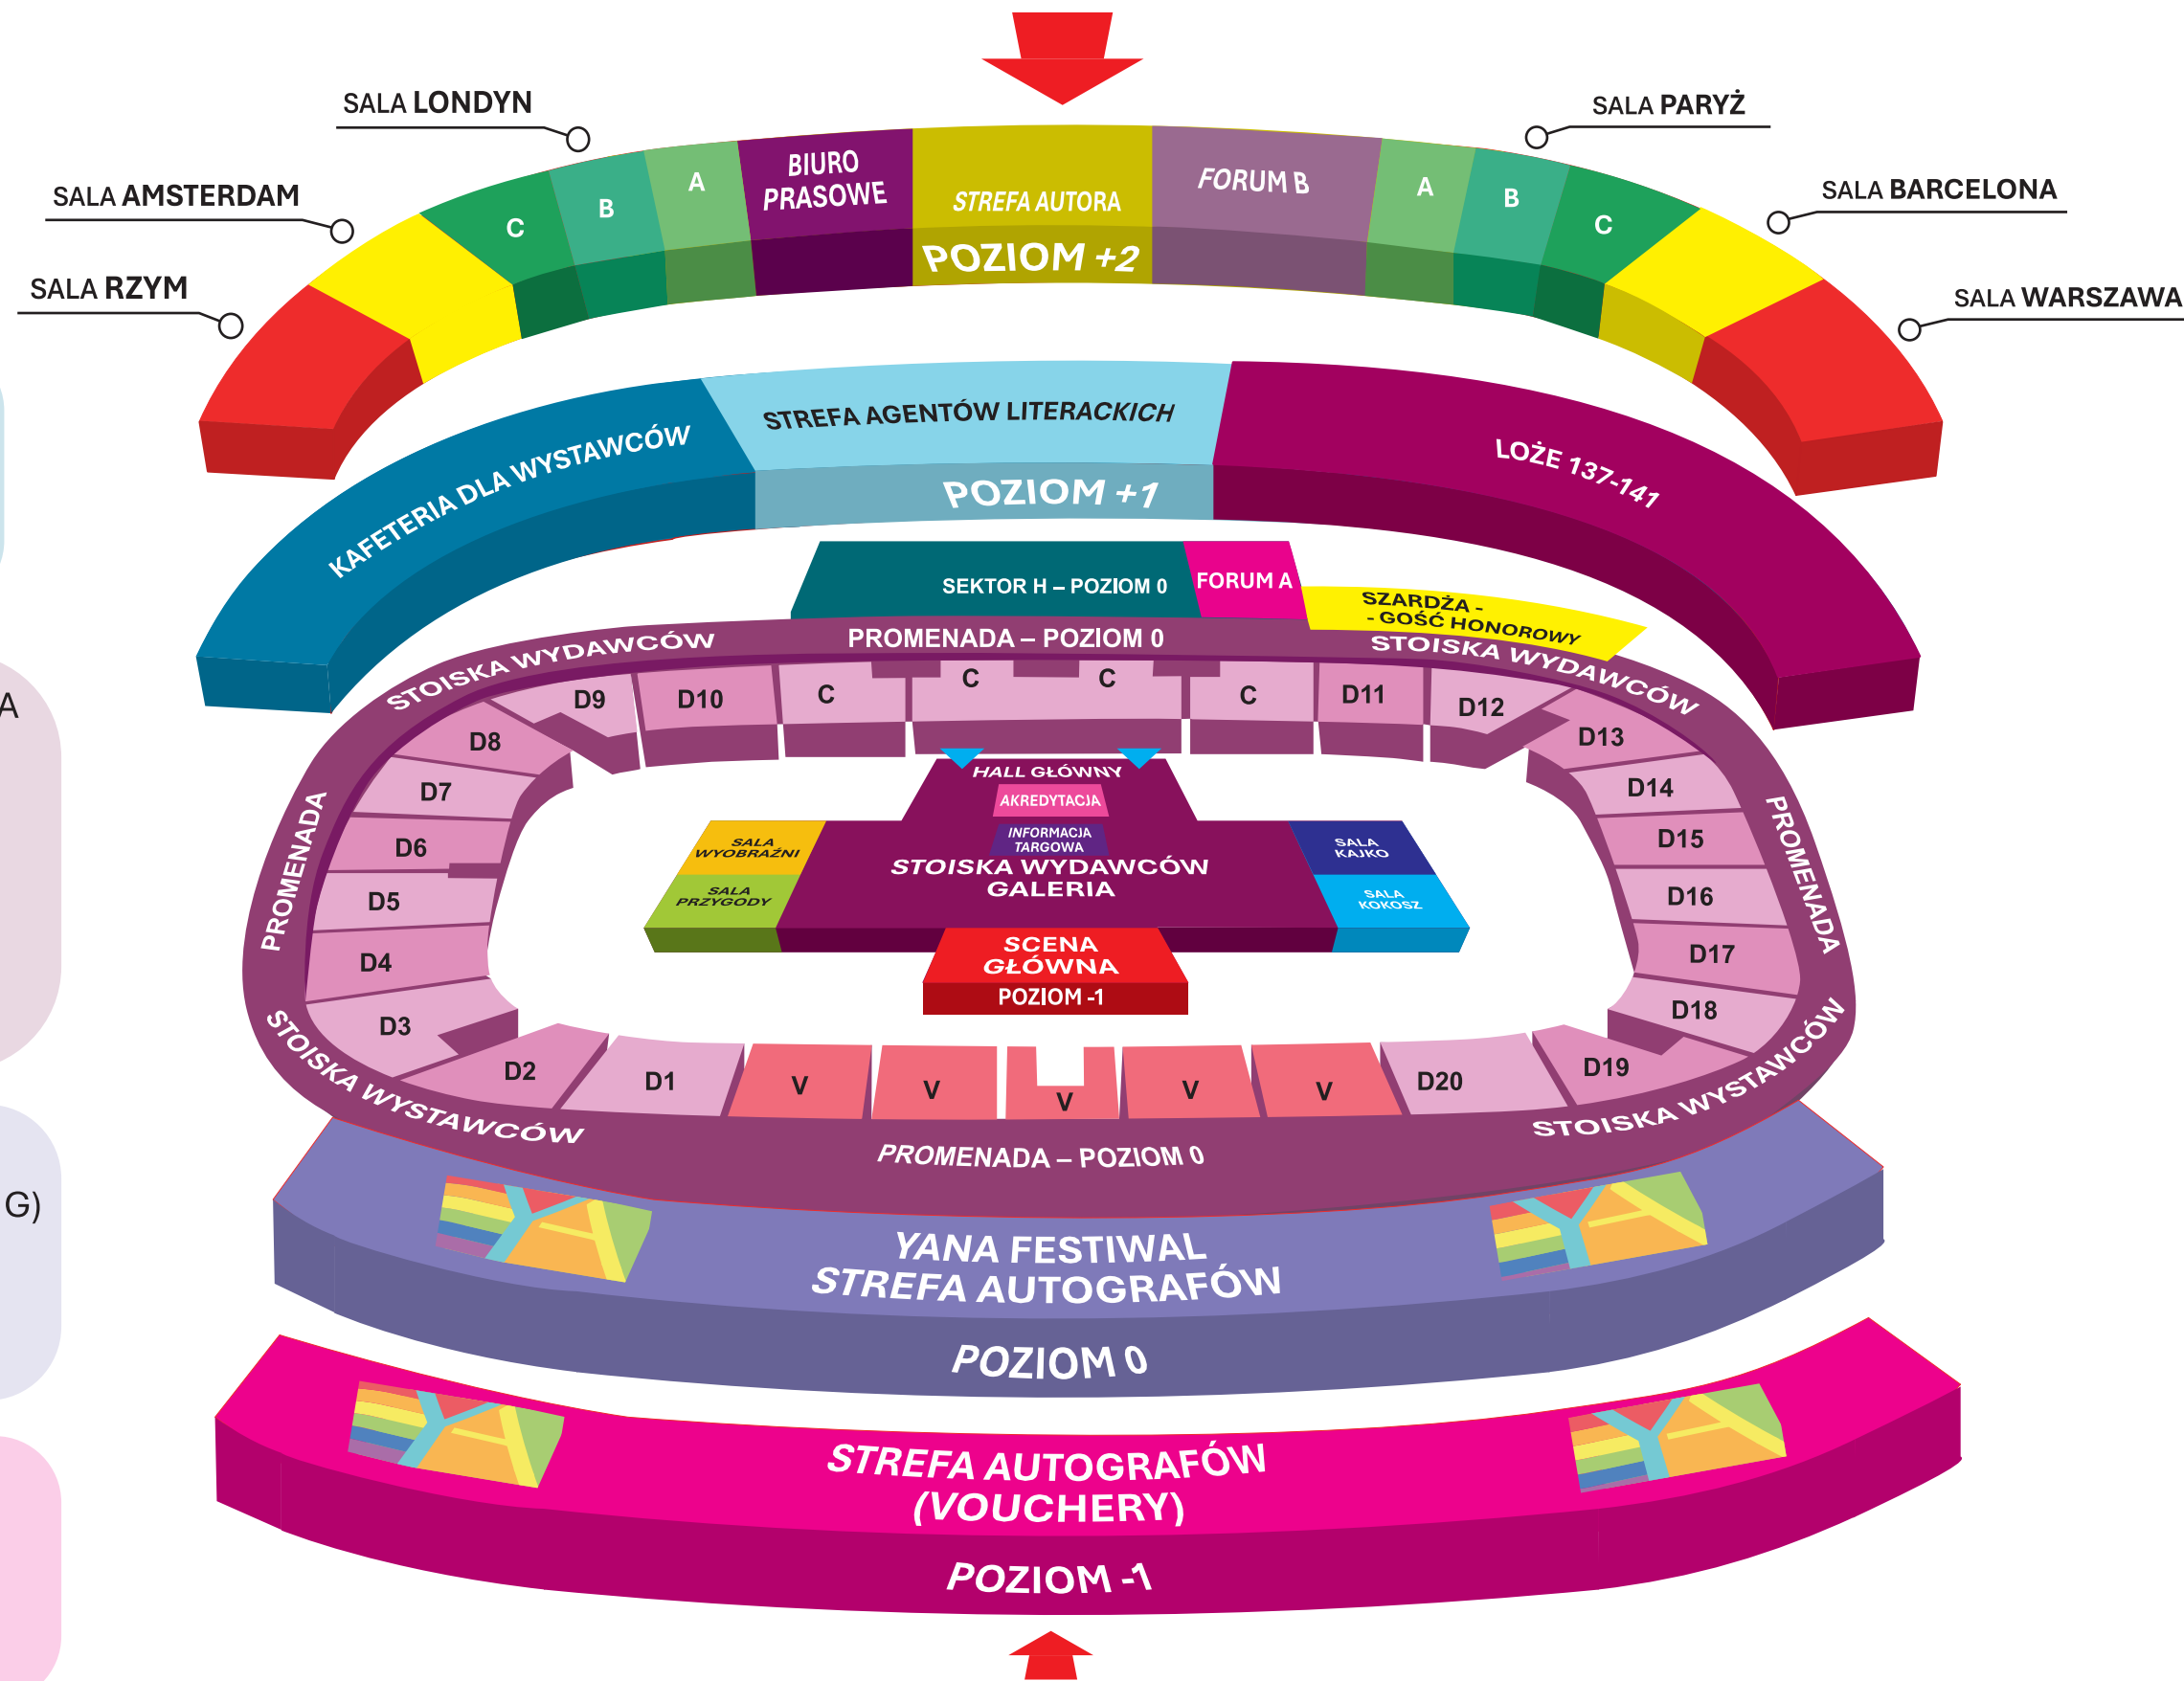 SALA LONDYN
SALA PARYŻ
SALA AMSTERDAM
SALA BARCELONA
SALA RZYM
SALA WARSZAWA
C
B
A
BIURO
PRASOWE
STREFA AUTORA
FORUM B
A
B
C
POZIOM +2
KAFETERIA DLA WYSTAWCÓW
STREFA AGENTÓW LITERACKICH
LOŻE 137-141
POZIOM +1
SEKTOR H – POZIOM 0
FORUM A
SZARDŻA -
- GOŚĆ HONOROWY
STOISKA WYDAWCÓW
PROMENADA – POZIOM 0
STOISKA WYDAWCÓW
D9
D10
C
C
C
C
D11
D12
D8
D13
D7
D14
D6
D15
D5
D16
D4
D17
D3
D18
D2
D19
D1
V
V
V
V
V
D20
PROMENADA
PROMENADA
HALL GŁÓWNY
AKREDYTACJA
INFORMACJA
TARGOWA
STOISKA WYDAWCÓW
GALERIA
SALA
WYOBRAŹNI
SALA
PRZYGODY
SALA
KAJKO
SALA
KOKOSZ
SCENA
GŁÓWNA
POZIOM -1
STOISKA WYSTAWCÓW
STOISKA WYSTAWCÓW
PROMENADA – POZIOM 0
YANA FESTIWAL
STREFA AUTOGRAFÓW
POZIOM 0
STREFA AUTOGRAFÓW
(VOUCHERY)
POZIOM -1
A
G)